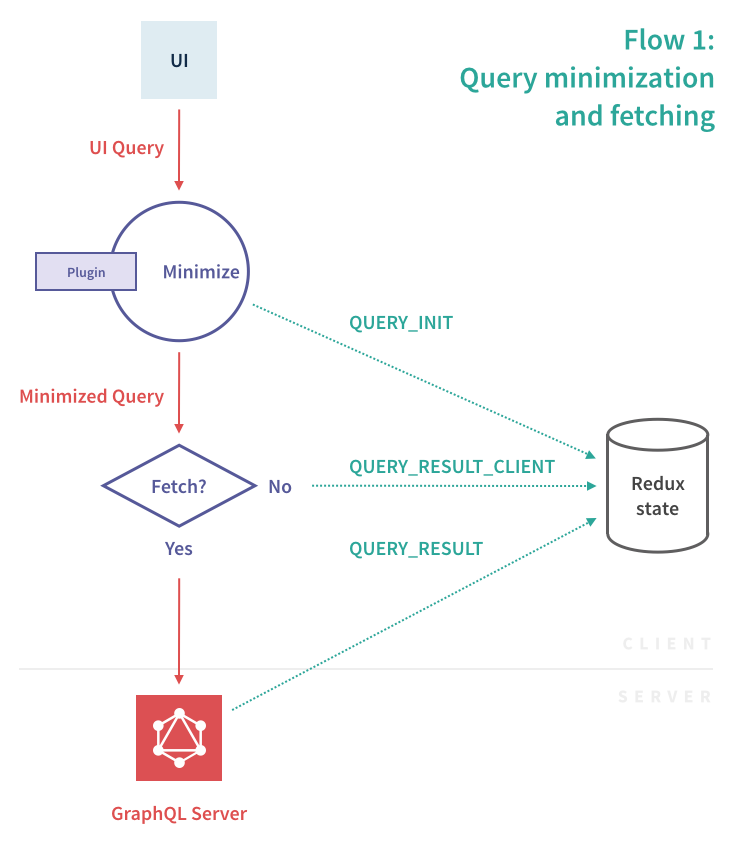 UI
Flow 1:
Query minimization
and fetching
UI Query
Plugin
Minimize
QUERY_INIT
Minimized Query
QUERY_RESULT_CLIENT
Fetch?
No
Redux
state
Yes
QUERY_RESULT
CLIENT
SERVER
GraphQL Server